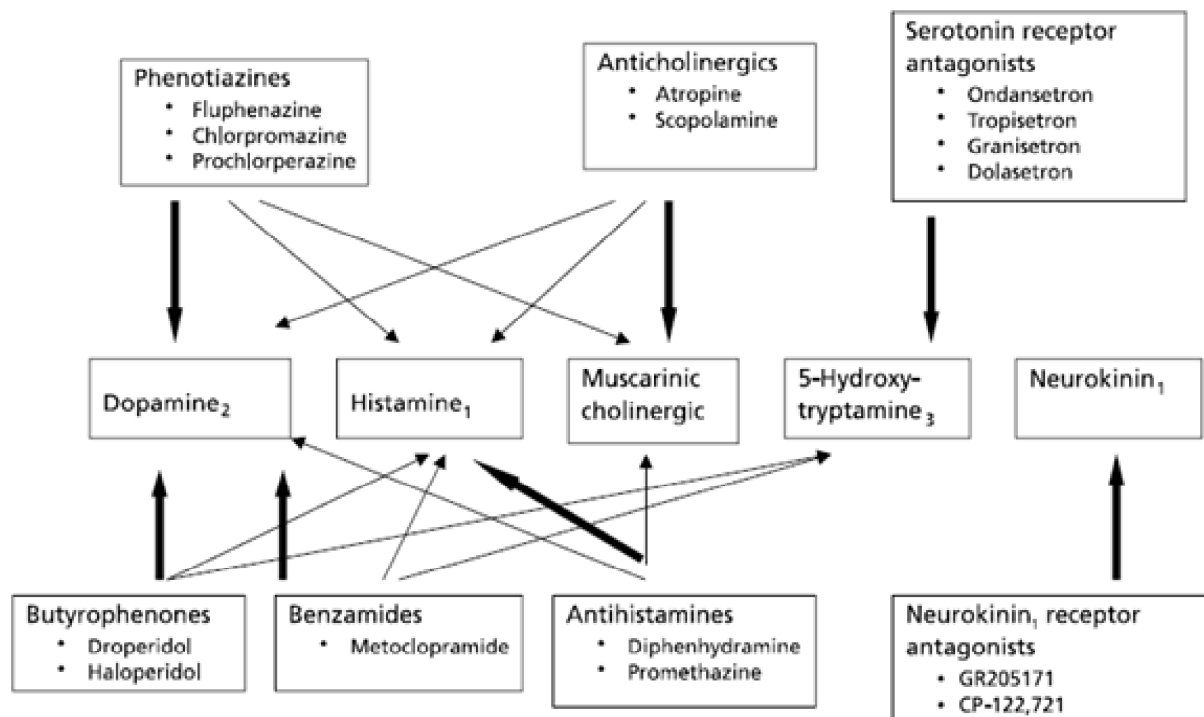 Phenotiazines
• Fluphenazine
• Chlorpromazine
• Prochlorperazine
Anticholinergics
• Atropine
• Scopolamine
Serotonin receptor
antagonists
• Ondansetron
• Tropisetron
• Granisetron
• Dolasetron
Dopamine₂
Histamine₁
Muscarinic
cholinergic
5-Hydroxy-
tryptamine₃
Neurokinin₁
Butyrophenones
• Droperidol
• Haloperidol
Benzamides
• Metoclopramide
Antihistamines
• Diphenhydramine
• Promethazine
Neurokinin₁ receptor
antagonists
• GR205171
• CP-122,721